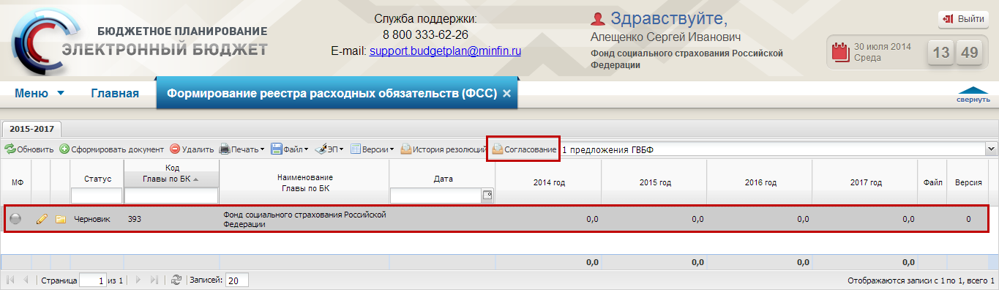 БЮДЖЕТНОЕ ПЛАНИРОВАНИЕ
ЭЛЕКТРОННЫЙ БЮДЖЕТ
Служба поддержки:
8 800 333-62-26
E-mail: support.budgetplan@minfin.ru
Здравствуйте,
Алещенко Сергей Иванович
Фонд социального страхования Российской
Федерации
Выйти
30 июля 2014
Среда
13 49
Меню Главная Формирование реестра расходных обязательств (ФСС) ×
свернуть
2015-2017
Обновить Сформировать документ Удалить Печать Файл ЭП Версии История резолюций Согласование 1 предложения ГВБФ
МФ Статус Код
Главы по БК Наименование
Главы по БК Дата 2014 год 2015 год 2016 год 2017 год Файл Версия
Черновик 393 Фонд социального страхования Российской
Федерации 0,0 0,0 0,0 0,0 0
0,0 0,0 0,0 0,0
Страница 1 из 1 Записей: 20 Отображаются записи с 1 по 1, всего 1